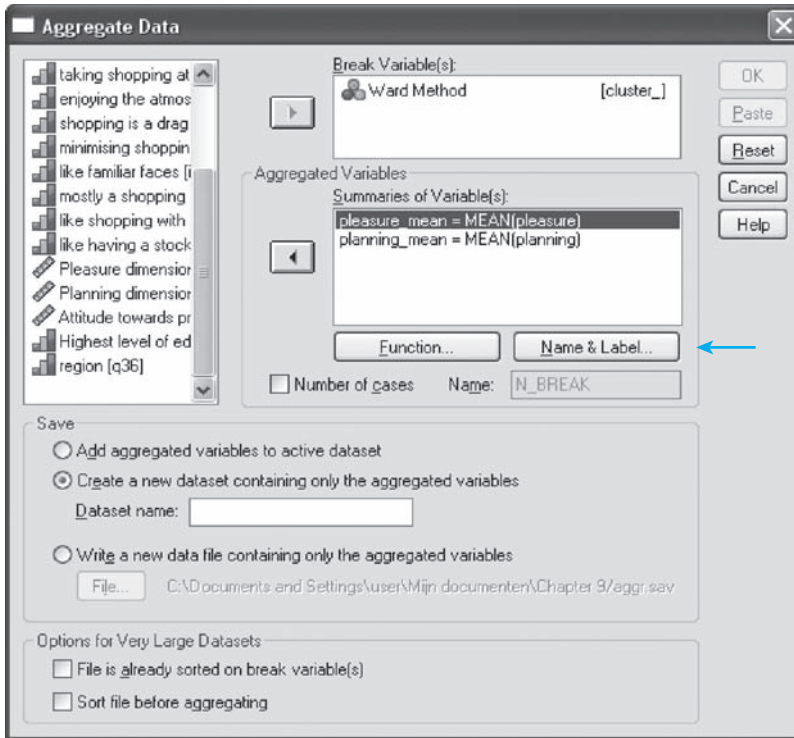 Aggregate Data
taking shopping at
enjoying the atmos
shopping is a drag
minimising shoppin
like familiar faces [i
mostly a shopping
like shopping with
like having a stock
Pleasure dimension
Planning dimension
Attitude towards pr
Highest level of ed
region [q36]
Break Variable(s):
Ward Method [cluster_]
Aggregated Variables
Summaries of Variable(s):
pleasure_mean = MEAN(pleasure)
planning_mean = MEAN(planning)
Function...
Name & Label...
Number of cases Name: N_BREAK
OK
Paste
Reset
Cancel
Help
Save
Add aggregated variables to active dataset
Create a new dataset containing only the aggregated variables
Dataset name:
Write a new data file containing only the aggregated variables
File... C:\Documents and Settings\user\Mijn documenten\Chapter 9/aggr.sav
Options for Very Large Datasets
File is already sorted on break variable(s)
Sort file before aggregating